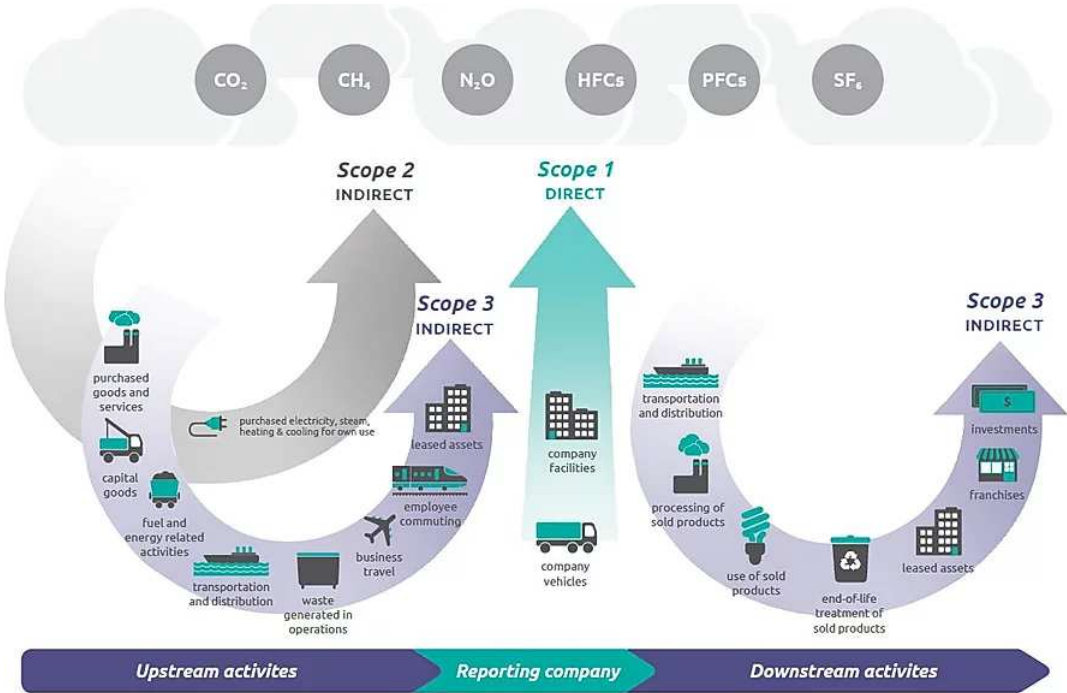 CO₂
CH₄
N₂O
HFCs
PFCs
SF₆
Scope 2
INDIRECT
Scope 1
DIRECT
Scope 3
INDIRECT
Scope 3
INDIRECT
purchased
goods and
services
capital
goods
fuel and
energy related
activities
transportation
and distribution
waste
generated in
operations
business
travel
employee
commuting
leased assets
purchased electricity, steam,
heating & cooling for own use
company
facilities
company
vehicles
transportation
and distribution
processing of
sold products
use of sold
products
end-of-life
treatment of
sold products
leased assets
franchises
investments
$
Upstream activites
Reporting company
Downstream activites